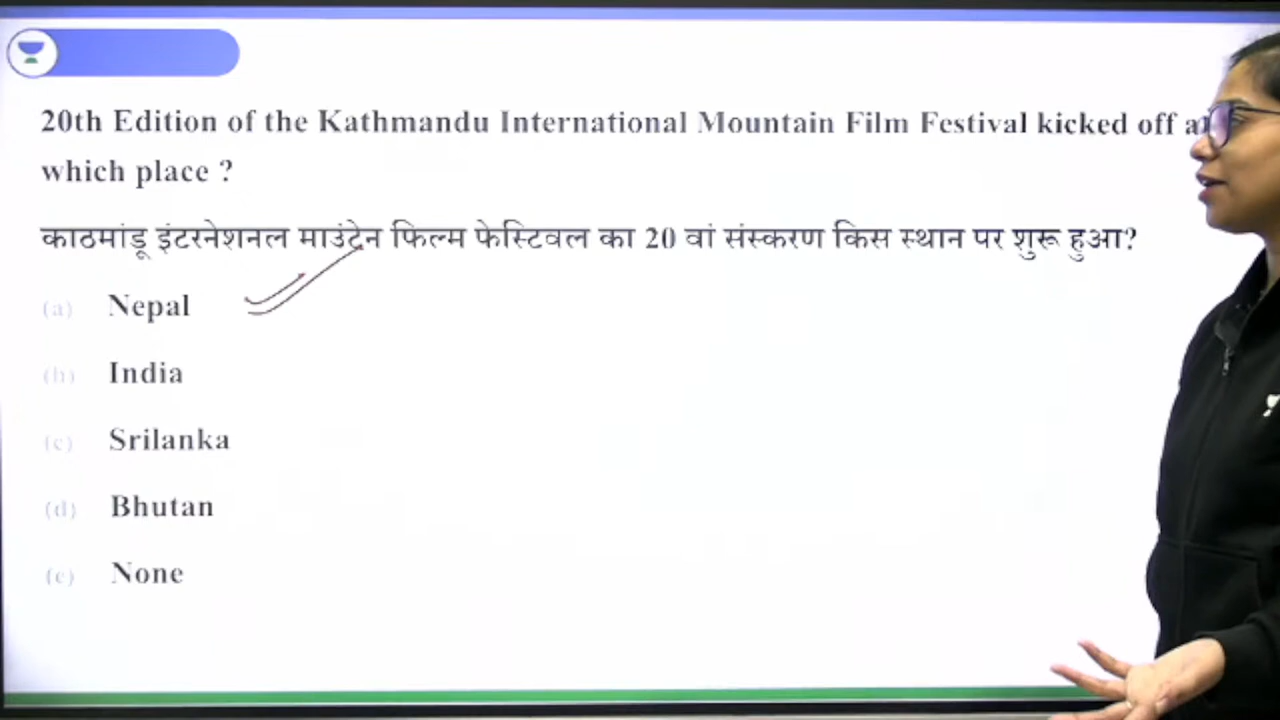 20th Edition of the Kathmandu International Mountain Film Festival kicked off
which place ?
काठमांडू इंटरनेशनल माउंट्रेन फिल्म फेस्टिवल का 20 वां संस्करण किस स्थान पर शुरू हुआ?
(a) Nepal
(b) India
(c) Srilanka
(d) Bhutan
(e) None